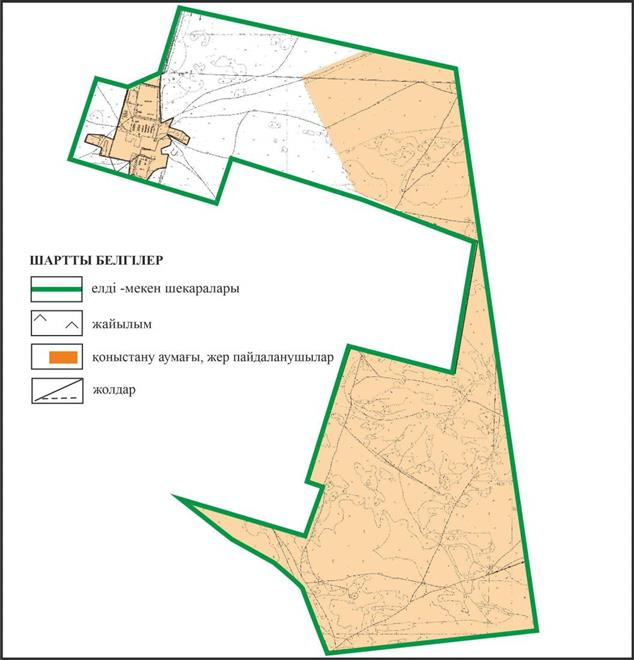 ШАРТТЫ БЕЛГІЛЕР
елді -мекен шекаралары
жайылым
қоныстану аумағы, жер пайдаланушылар
жолдар